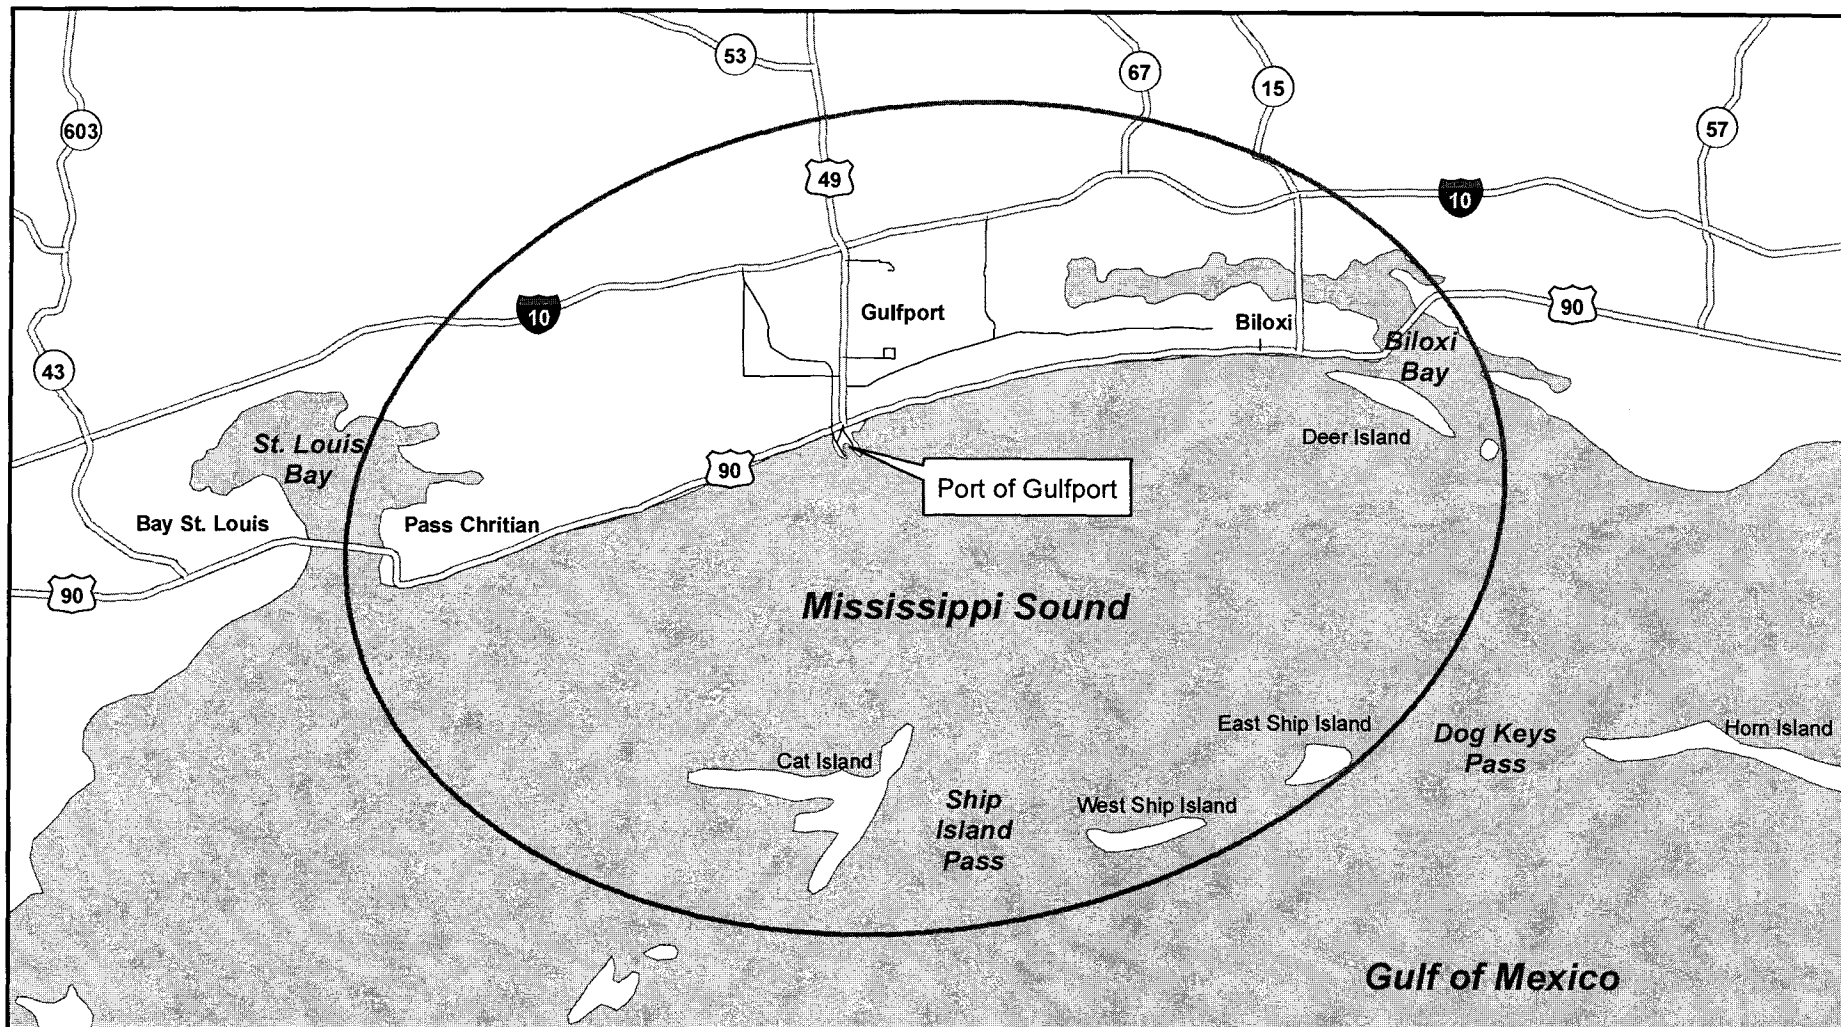 53
67
15
603
57
49
10
10
90
Gulfport
Biloxi
Biloxi
Bay
43
St. Louis
Bay
Deer Island
90
Port of Gulfport
Bay St. Louis
Pass Chritian
90
Mississippi Sound
East Ship Island
Dog Keys
Pass
Horn Island
Cat Island
Ship
Island
Pass
West Ship Island
Gulf of Mexico